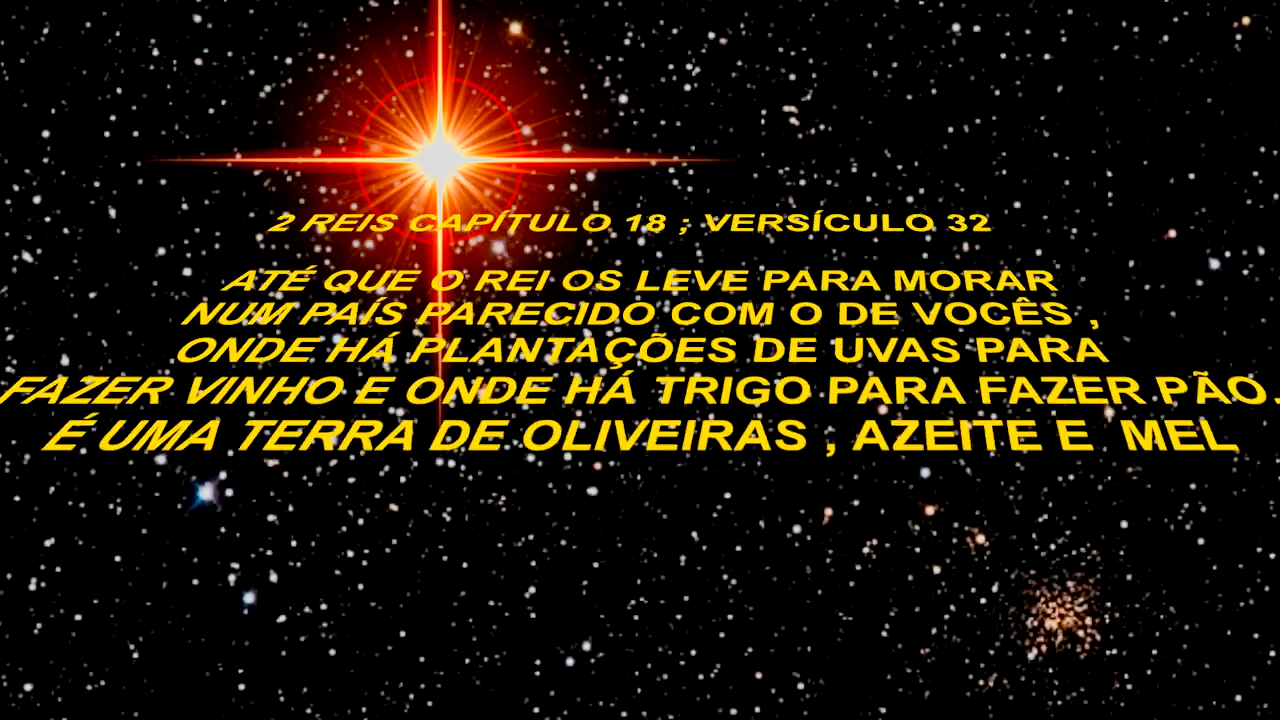 2 REIS CAPÍTULO 18 ; VERSÍCULO 32
ATÉ QUE O REI OS LEVE PARA MORAR
NUM PAÍS PARECIDO COM O DE VOCÊS ,
ONDE HÁ PLANTAÇÕES DE UVAS PARA
FAZER VINHO E ONDE HÁ TRIGO PARA FAZER PÃO.
É UMA TERRA DE OLIVEIRAS , AZEITE E MEL